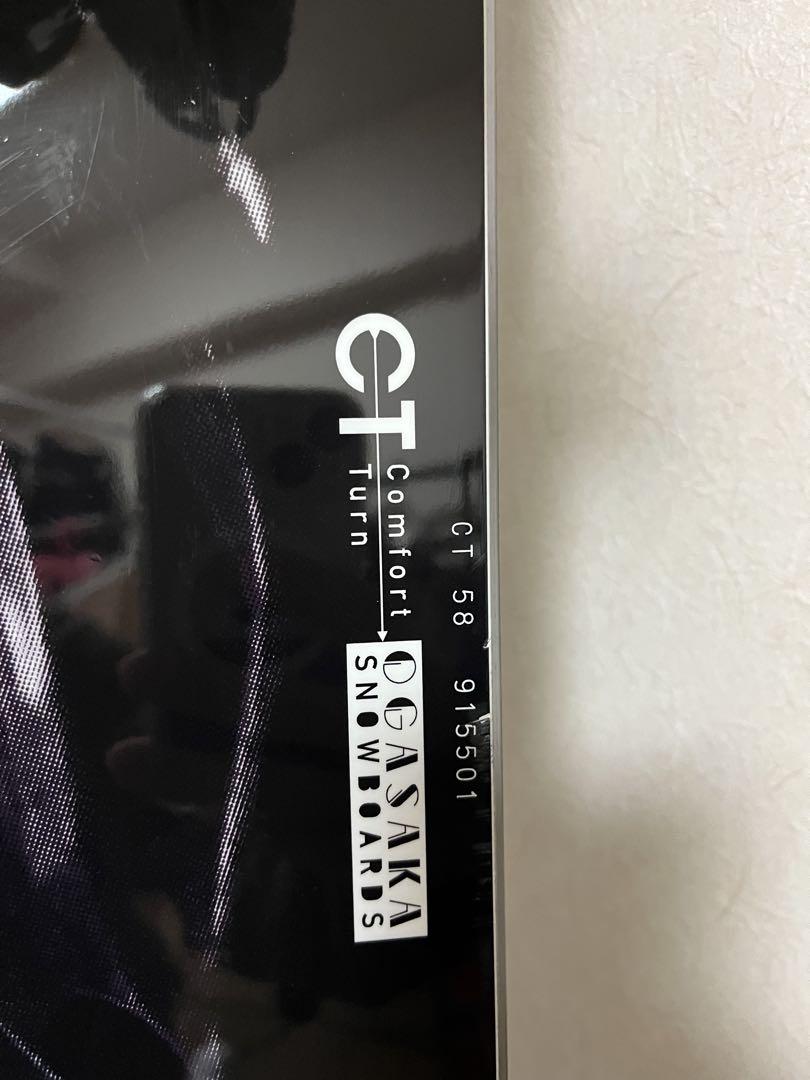 CT 58 915501
CT Comfort Turn
OGASAKA
SNOWBOARDS